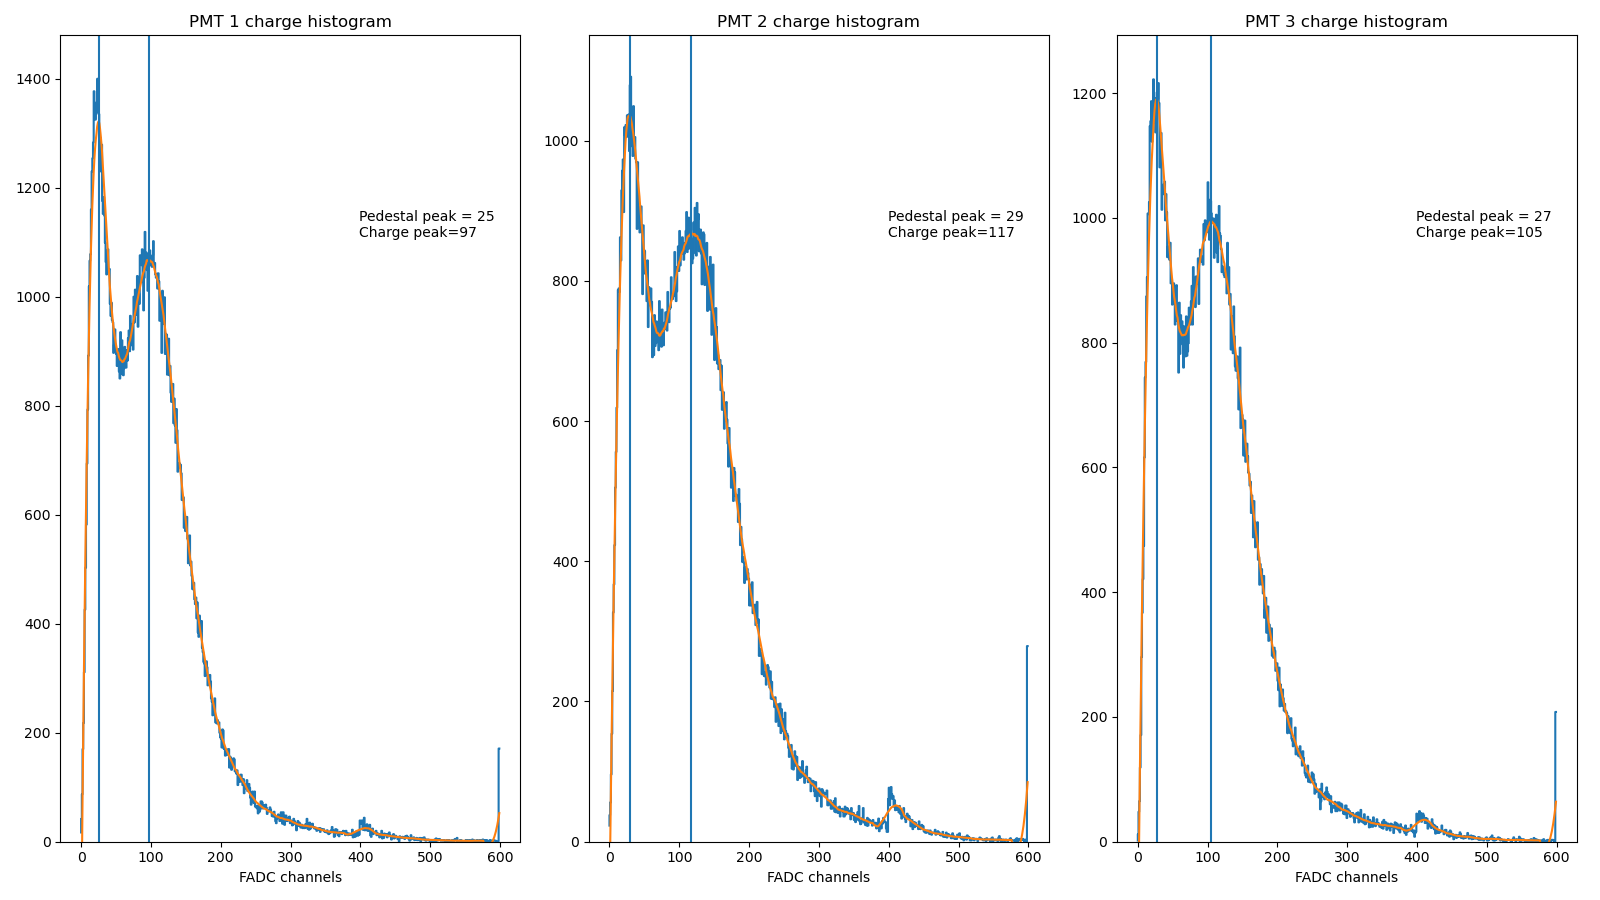 PMT 1 charge histogram
1400
1200
1000
800
600
400
200
0
Pedestal peak = 25
Charge peak=97
0 100 200 300 400 500 600
FADC channels
PMT 2 charge histogram
1000
800
600
400
200
0
Pedestal peak = 29
Charge peak=117
0 100 200 300 400 500 600
FADC channels
PMT 3 charge histogram
1200
1000
800
600
400
200
0
Pedestal peak = 27
Charge peak=105
0 100 200 300 400 500 600
FADC channels